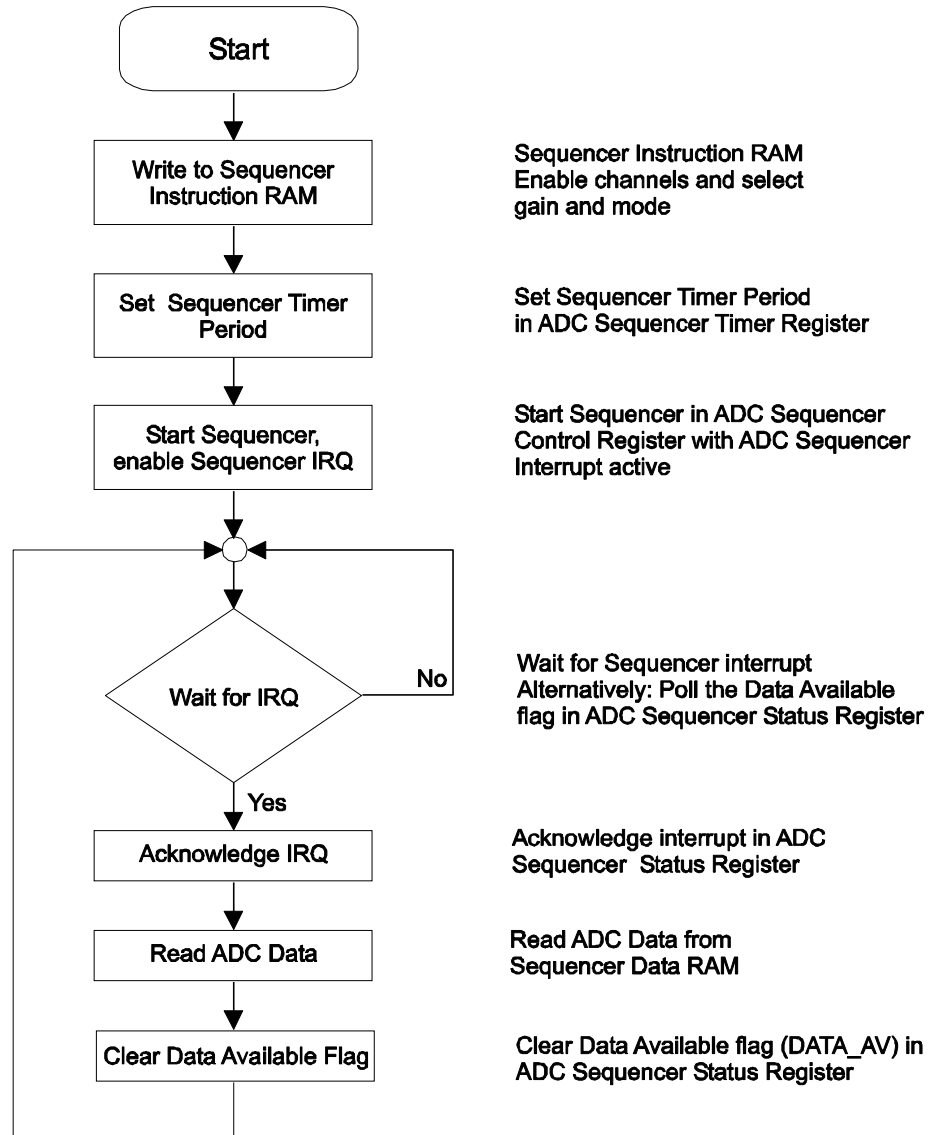 Start
Write to Sequencer
Instruction RAM
Sequencer Instruction RAM
Enable channels and select
gain and mode
Set Sequencer Timer
Period
Set Sequencer Timer Period
in ADC Sequencer Timer Register
Start Sequencer,
enable Sequencer IRQ
Start Sequencer in ADC Sequencer
Control Register with ADC Sequencer
Interrupt active
Wait for IRQ
No
Wait for Sequencer interrupt
Alternatively: Poll the Data Available
flag in ADC Sequencer Status Register
Yes
Acknowledge IRQ
Acknowledge interrupt in ADC
Sequencer Status Register
Read ADC Data
Read ADC Data from
Sequencer Data RAM
Clear Data Available Flag
Clear Data Available flag (DATA_AV) in
ADC Sequencer Status Register